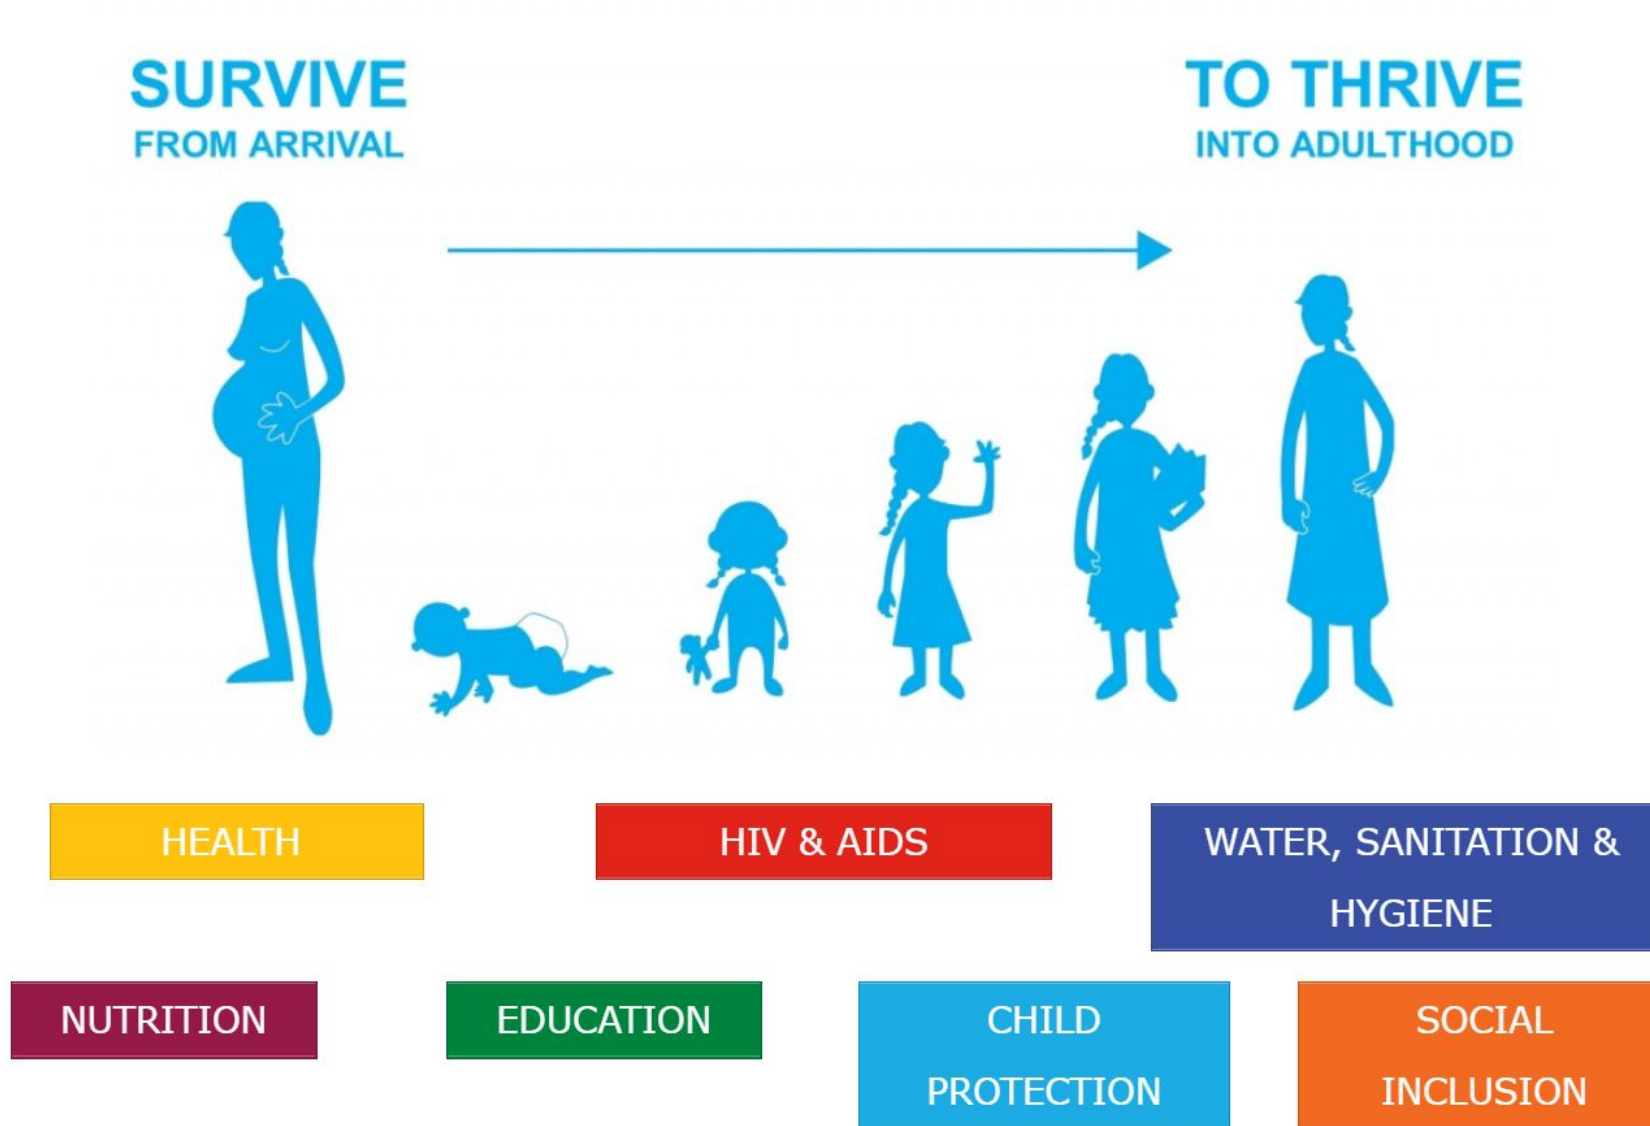 SURVIVE
FROM ARRIVAL
TO THRIVE
INTO ADULTHOOD
HEALTH
HIV & AIDS
WATER, SANITATION &
HYGIENE
NUTRITION
EDUCATION
CHILD
PROTECTION
SOCIAL
INCLUSION